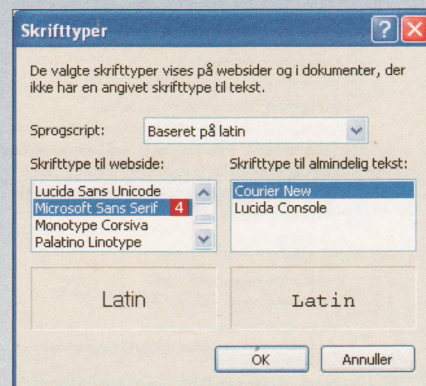 Skrifttyper
De valgte skrifttyper vises på websider og i dokumenter, der
ikke har en angivet skrifttype til tekst.
Sprogscript: Baseret på latin
Skrifttype til webside:
Lucida Sans Unicode
Microsoft Sans Serif 4
Monotype Corsiva
Palatino Linotype
Latin
Skrifttype til almindelig tekst:
Courier New
Lucida Console
Latin
OK Annuller